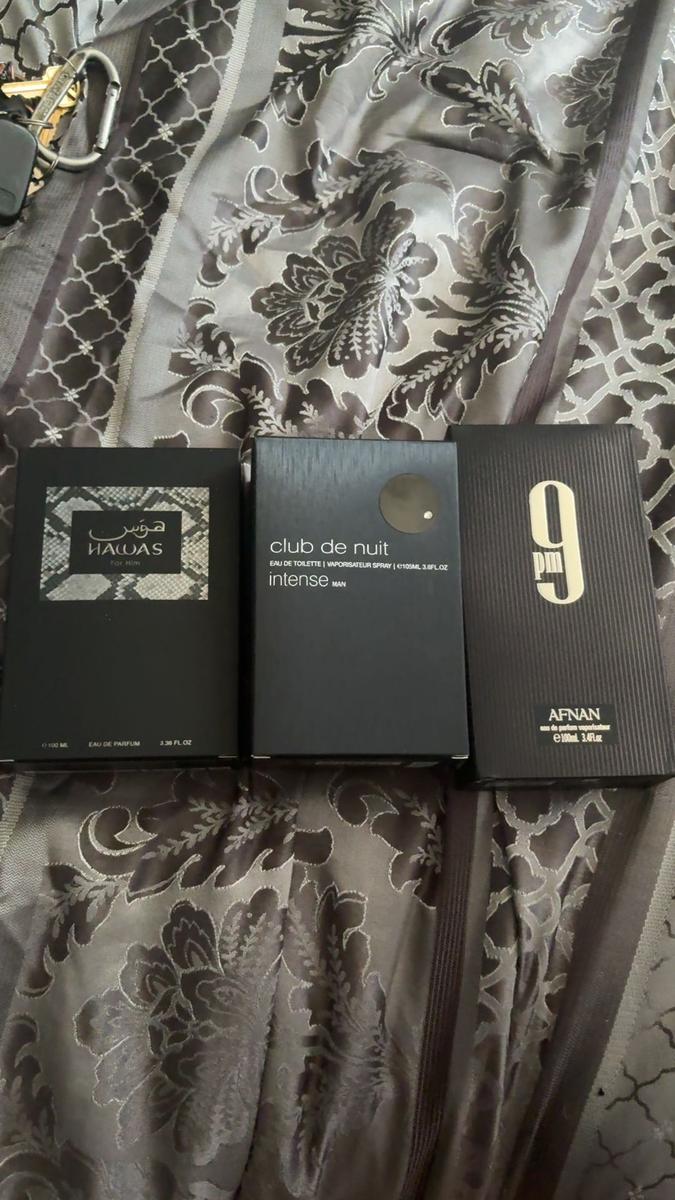 هوس
HAWAS
For Him
100 ML EAU DE PARFUM 3.38 FL.OZ
club de nuit
EAU DE TOILETTE | VAPORISATEUR SPRAY | ℮105ML 3.6FL.OZ
intense MAN
9
pm
AFNAN
eau de parfum vaporisateur
℮100ml. 3.4Fl.oz